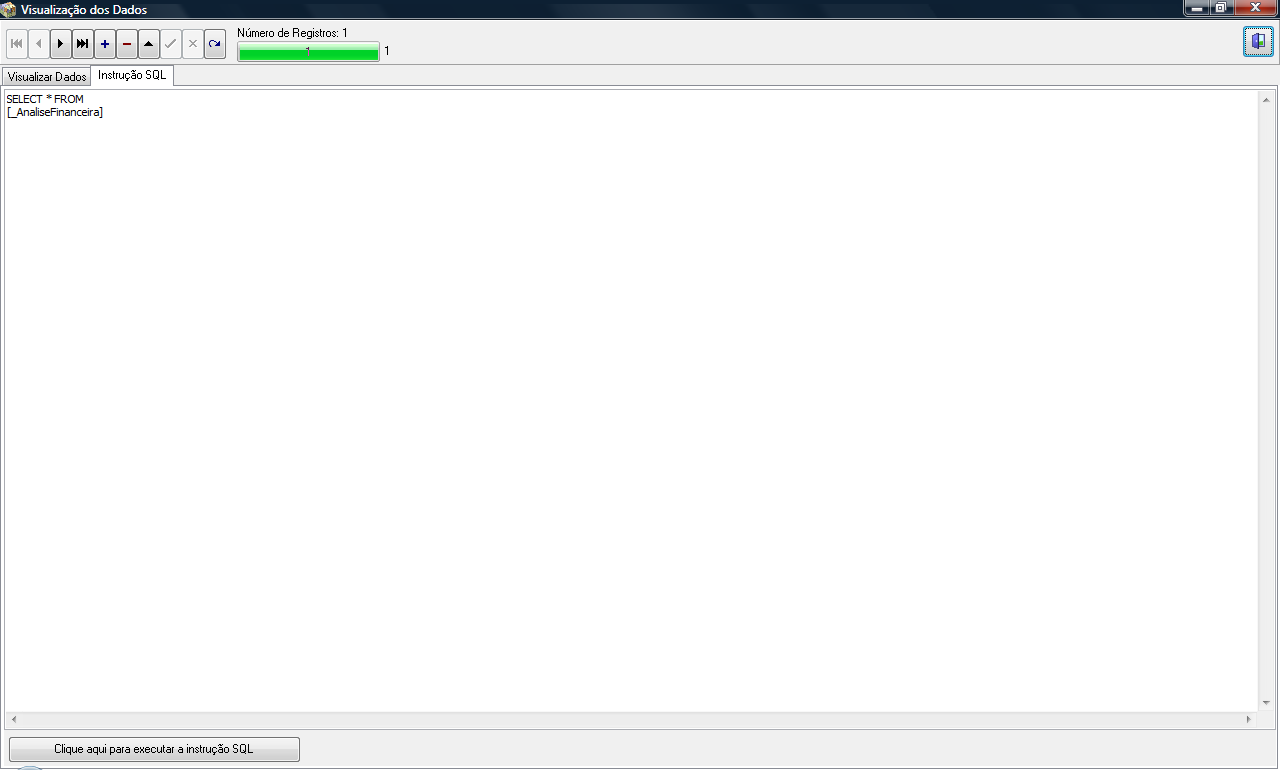 Visualização dos Dados
Número de Registros: 1
1 1
Visualizar Dados Instrução SQL
SELECT * FROM
[_AnaliseFinanceira]
Clique aqui para executar a instrução SQL